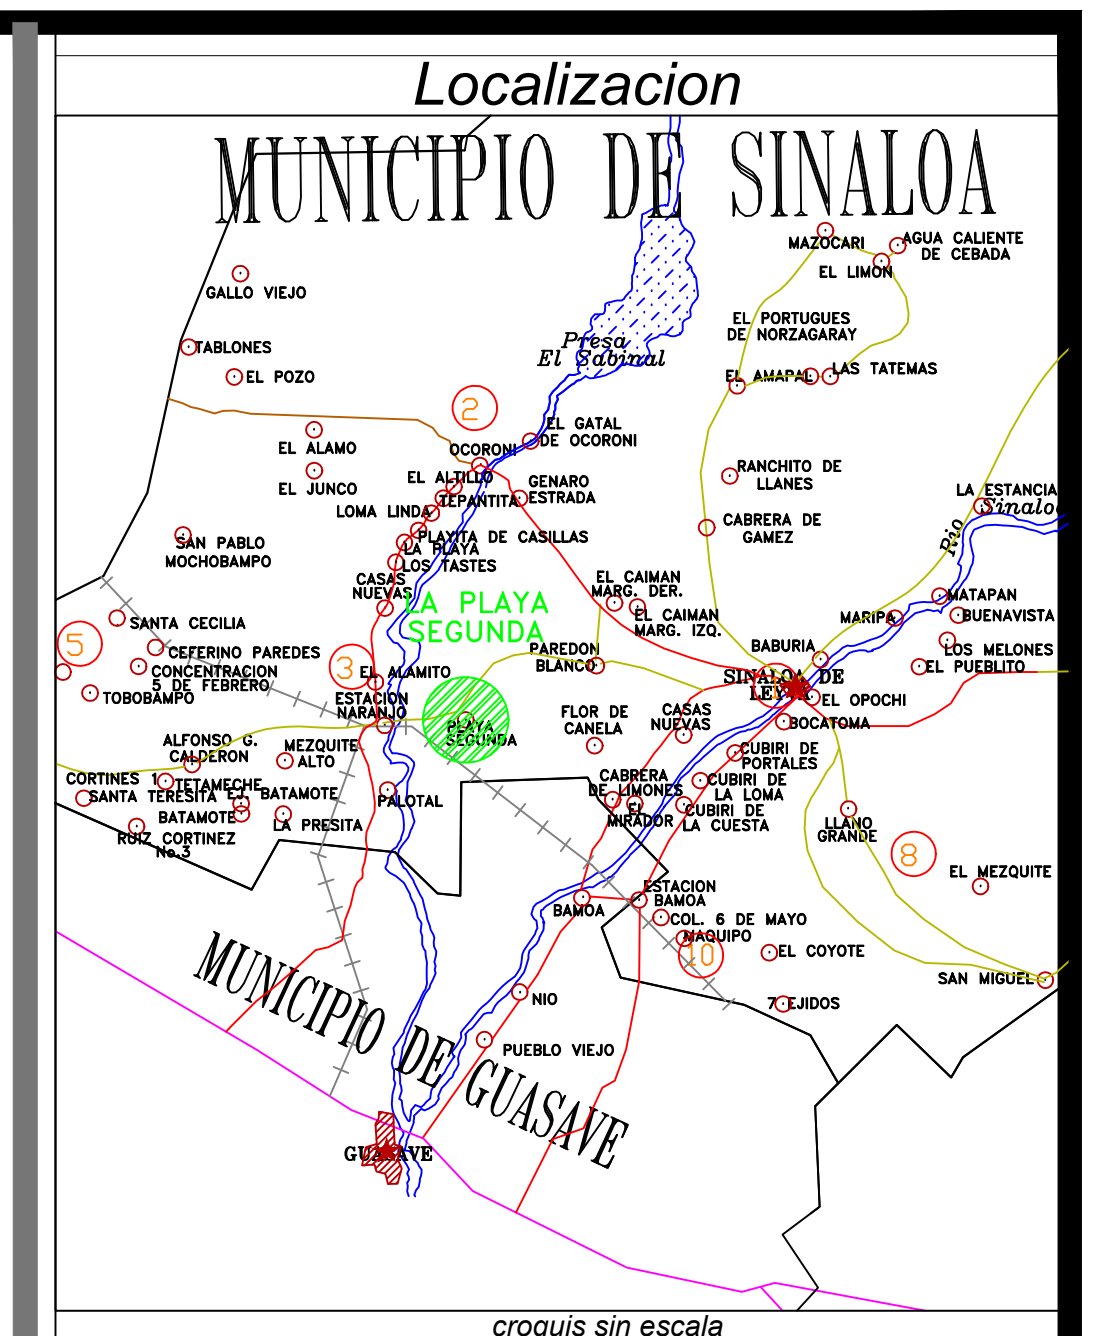 Localizacion
MUNICIPIO DE SINALOA
MAZOCARI
AGUA CALIENTE
DE CEBADA
EL LIMON
GALLO VIEJO
EL PORTUGUES
DE NORZAGARAY
Presa
El Sabinal
TABLONES
EL POZO
EL AMAPAL
LAS TATEMAS
2
EL GATAL
DE OCORONI
EL ALAMO
OCORONI
EL JUNCO
EL ALTILLO
GENARO
ESTRADA
TEPANTITA
LOMA LINDA
RANCHITO DE
LLANES
LA ESTANCIA
Rio
Sinaloa
CABRERA DE
GAMEZ
PLAYITA DE CASILLAS
LA PLAYA
LOS TASTES
SAN PABLO
MOCHOBAMPO
CASAS
NUEVAS
LA PLAYA
SEGUNDA
EL CAIMAN
MARG. DER.
EL CAIMAN
MARG. IZQ.
MATAPAN
BUENAVISTA
MARIPA
SANTA CECILIA
5
CEFERINO PAREDES
CONCENTRACION
5 DE FEBRERO
TOBOBAMPO
3
EL ALAMITO
PAREDON
BLANCO
BABURIA
LOS MELONES
EL PUEBLITO
SINALOA DE
LEYVA
1
EL OPOCHI
BOCATOMA
ESTACION
NARANJO
PLAYA
SEGUNDA
FLOR DE
CANELA
CASAS
NUEVAS
ALFONSO G.
CALDERON
MEZQUITE
ALTO
CUBIRI DE
PORTALES
CORTINES 1
TETAMECHE
SANTA TERESITA
EJ. BATAMOTE
BATAMOTE
LA PRESITA
PALOTAL
CABRERA
DE LIMONES
EL
MIRADOR
CUBIRI DE
LA LOMA
CUBIRI DE
LA CUESTA
RUIZ CORTINEZ
No.3
LLANO
GRANDE
8
EL MEZQUITE
ESTACION
BAMOA
BAMOA
COL. 6 DE MAYO
MAQUIPO
10
EL COYOTE
SAN MIGUEL
MUNICIPIO DE GUASAVE
NIO
7 EJIDOS
PUEBLO VIEJO
GUASAVE
croquis sin escala